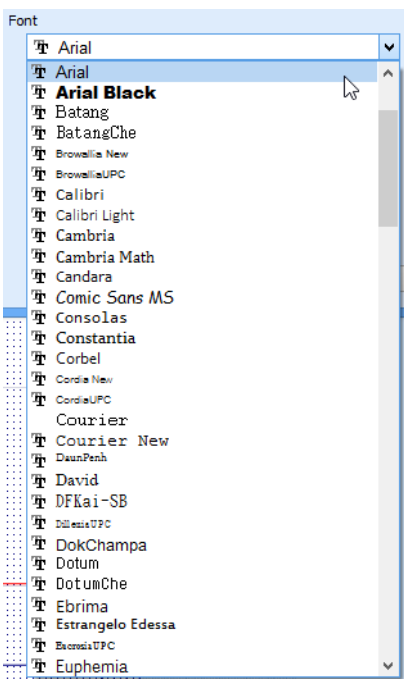 Font
Arial
Arial
Arial Black
Batang
BatangChe
Browallia New
BrowalliaUPC
Calibri
Calibri Light
Cambria
Cambria Math
Candara
Comic Sans MS
Consolas
Constantia
Corbel
Cordia New
CordiaUPC
Courier
Courier New
DaunPenh
David
DFKai-SB
DilleniaUPC
DokChampa
Dotum
DotumChe
Ebrima
Estrangelo Edessa
EucrosiaUPC
Euphemia